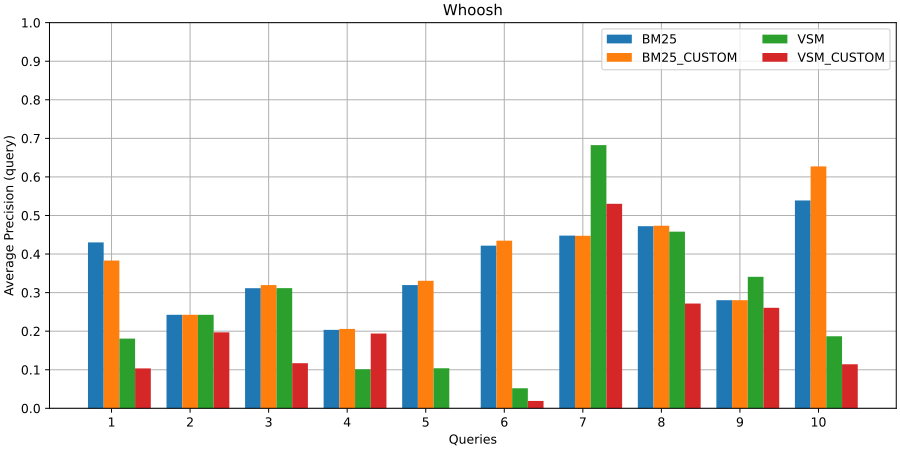 Whoosh
BM25
BM25_CUSTOM
VSM
VSM_CUSTOM
Average Precision (query)
1.0
0.9
0.8
0.7
0.6
0.5
0.4
0.3
0.2
0.1
0.0
1 2 3 4 5 6 7 8 9 10
Queries